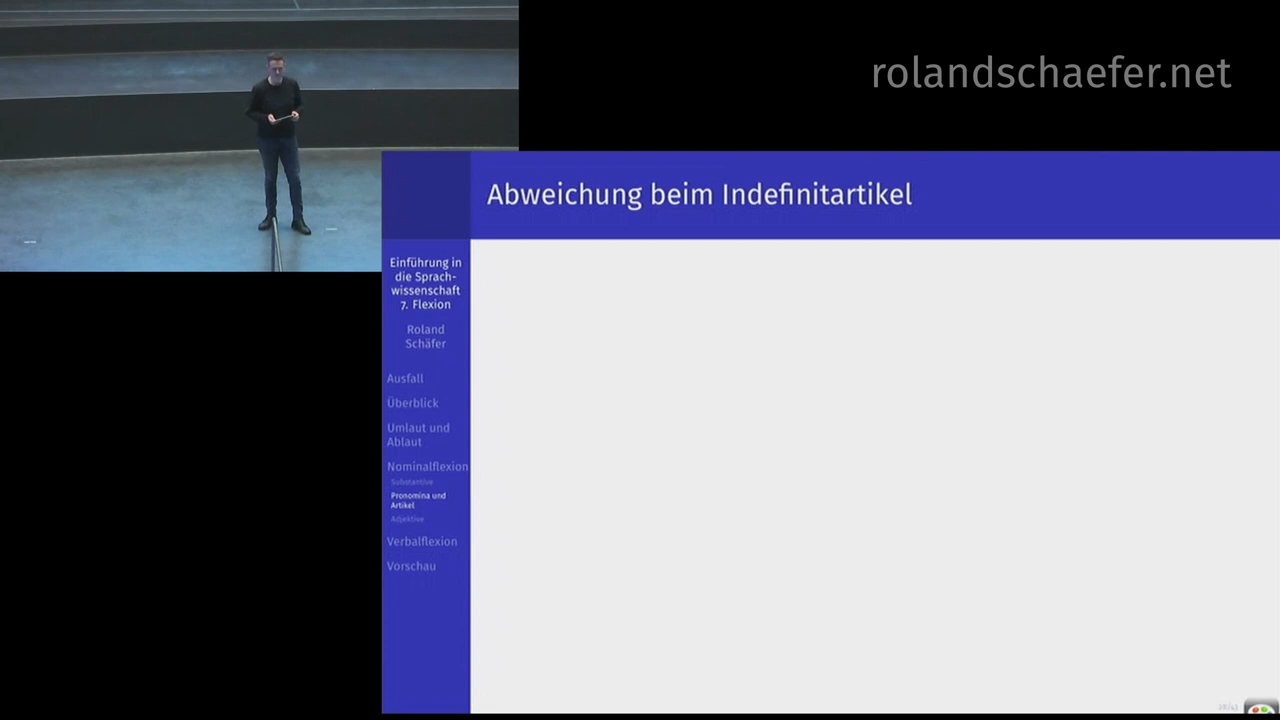 rolandschaefer.net
Abweichung beim Indefinitartikel
Einführung in
die Sprach-
wissenschaft
7. Flexion
Roland
Schäfer
Ausfall
Überblick
Umlaut und
Ablaut
Nominalflexion
Substantive
Pronomina und
Artikel
Adjektive
Verbalflexion
Vorschau